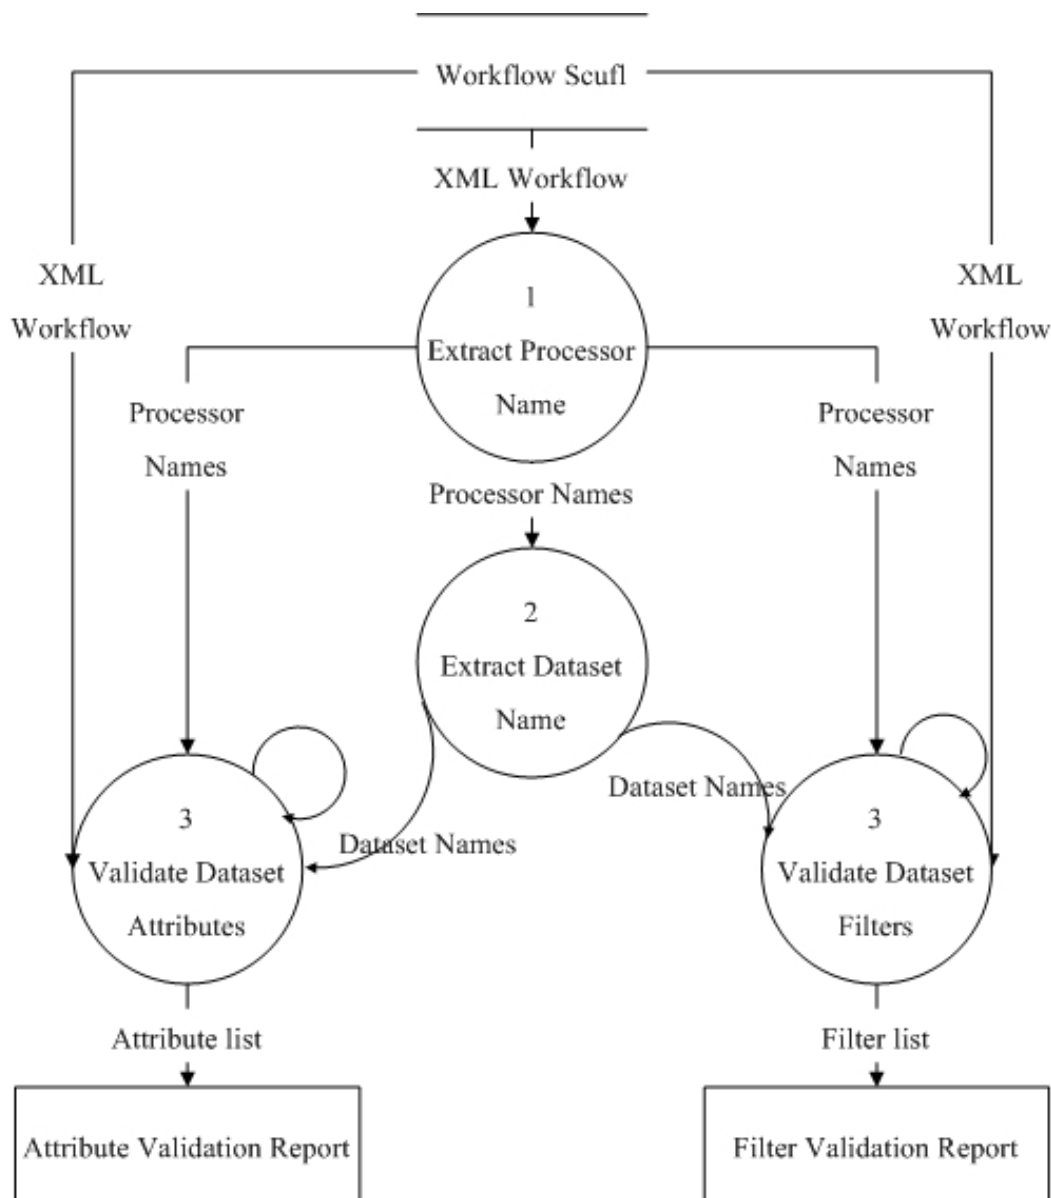 Workflow Scufl
XML Workflow
XML
Workflow
XML
Workflow
1
Extract Processor
Name
Processor
Names
Processor
Names
Processor Names
2
Extract Dataset
Name
Dataset Names
Dataset Names
3
Validate Dataset
Attributes
3
Validate Dataset
Filters
Attribute list
Filter list
Attribute Validation Report
Filter Validation Report